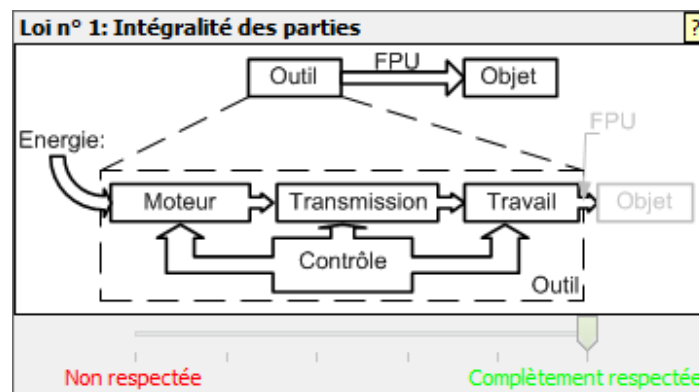 Loi n° 1: Intégralité des parties
?
FPU
Outil
Objet
FPU
Energie:
Moteur
Transmission
Travail
Objet
Contrôle
Outil
Non respectée
Complètement respectée